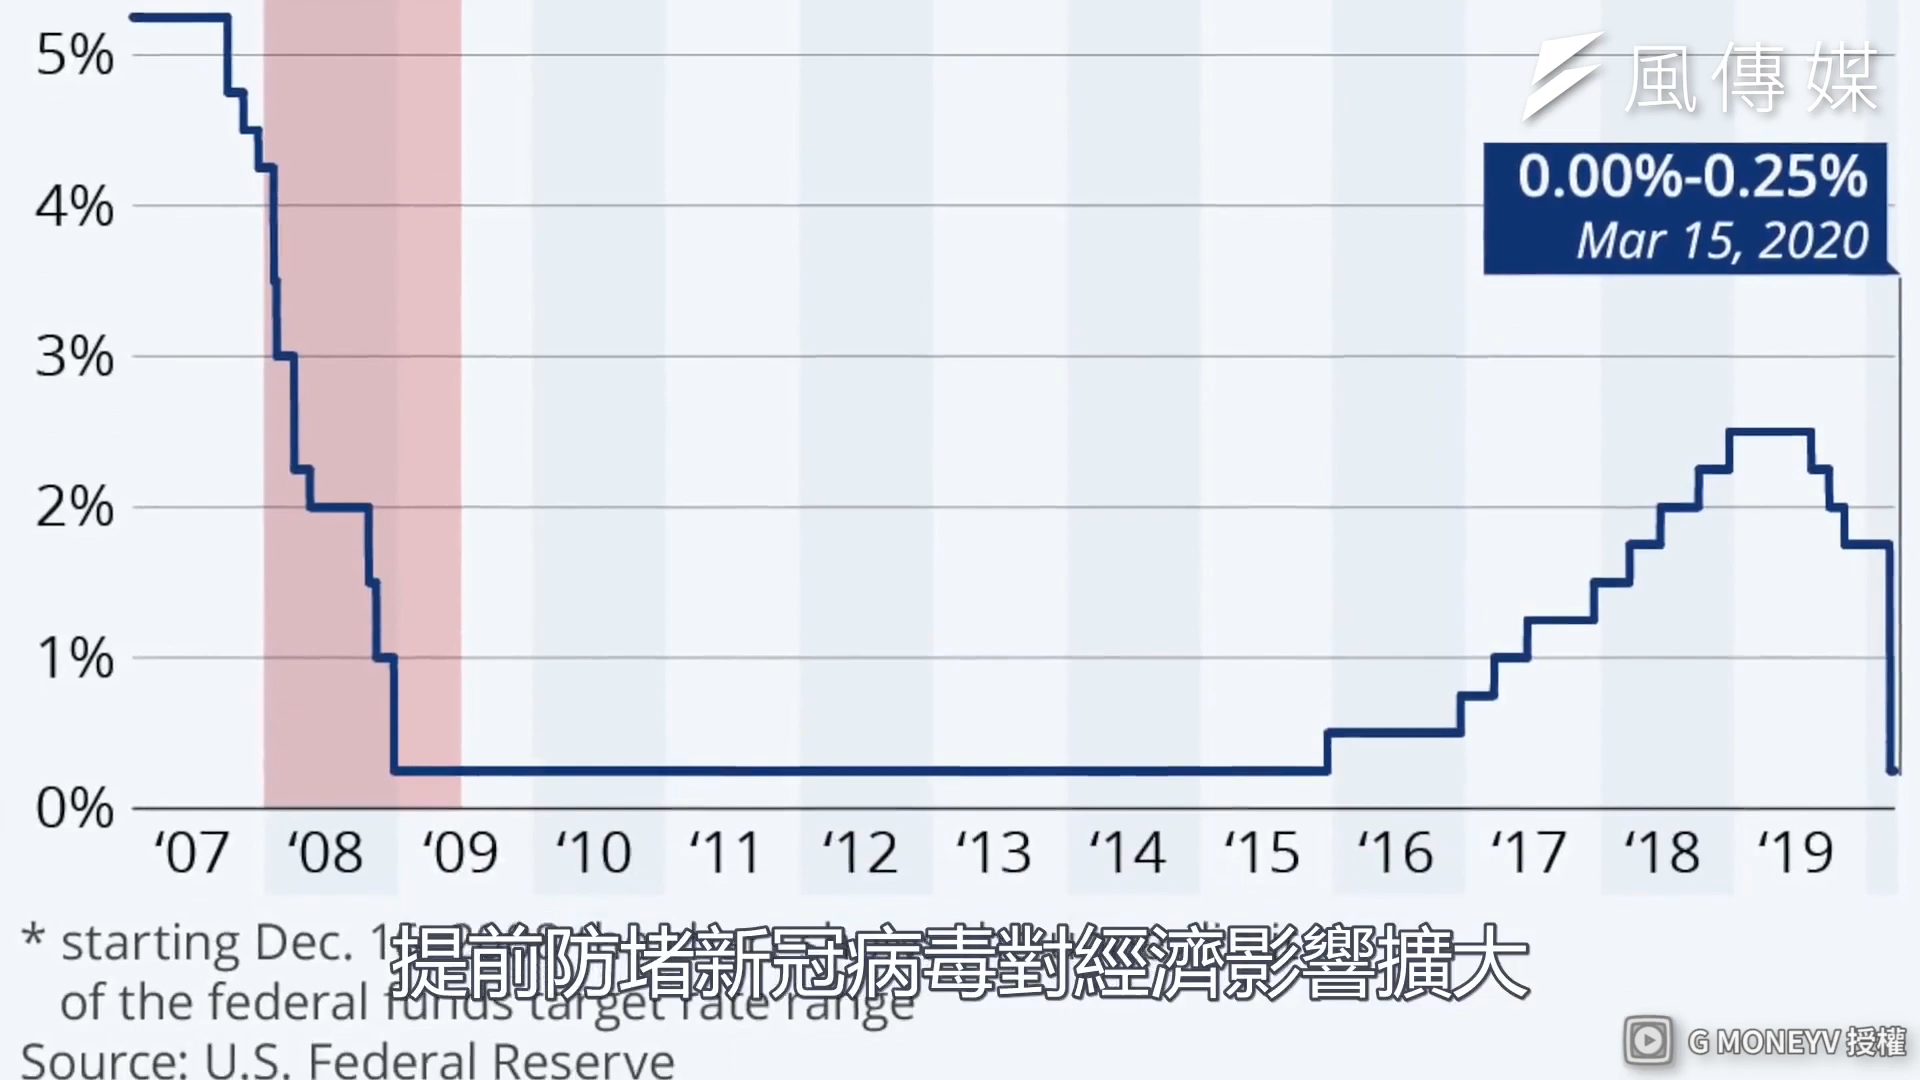 5%
風傳媒
0.00%-0.25%
Mar 15, 2020
4%
3%
2%
1%
0%
‘07 ‘08 ‘09 ‘10 ‘11 ‘12 ‘13 ‘14 ‘15 ‘16 ‘17 ‘18 ‘19
* starting Dec.
提前防堵新冠病毒對經濟影響擴大
of the federal funds target rate range
Source: U.S. Federal Reserve
G MONEYV 授權